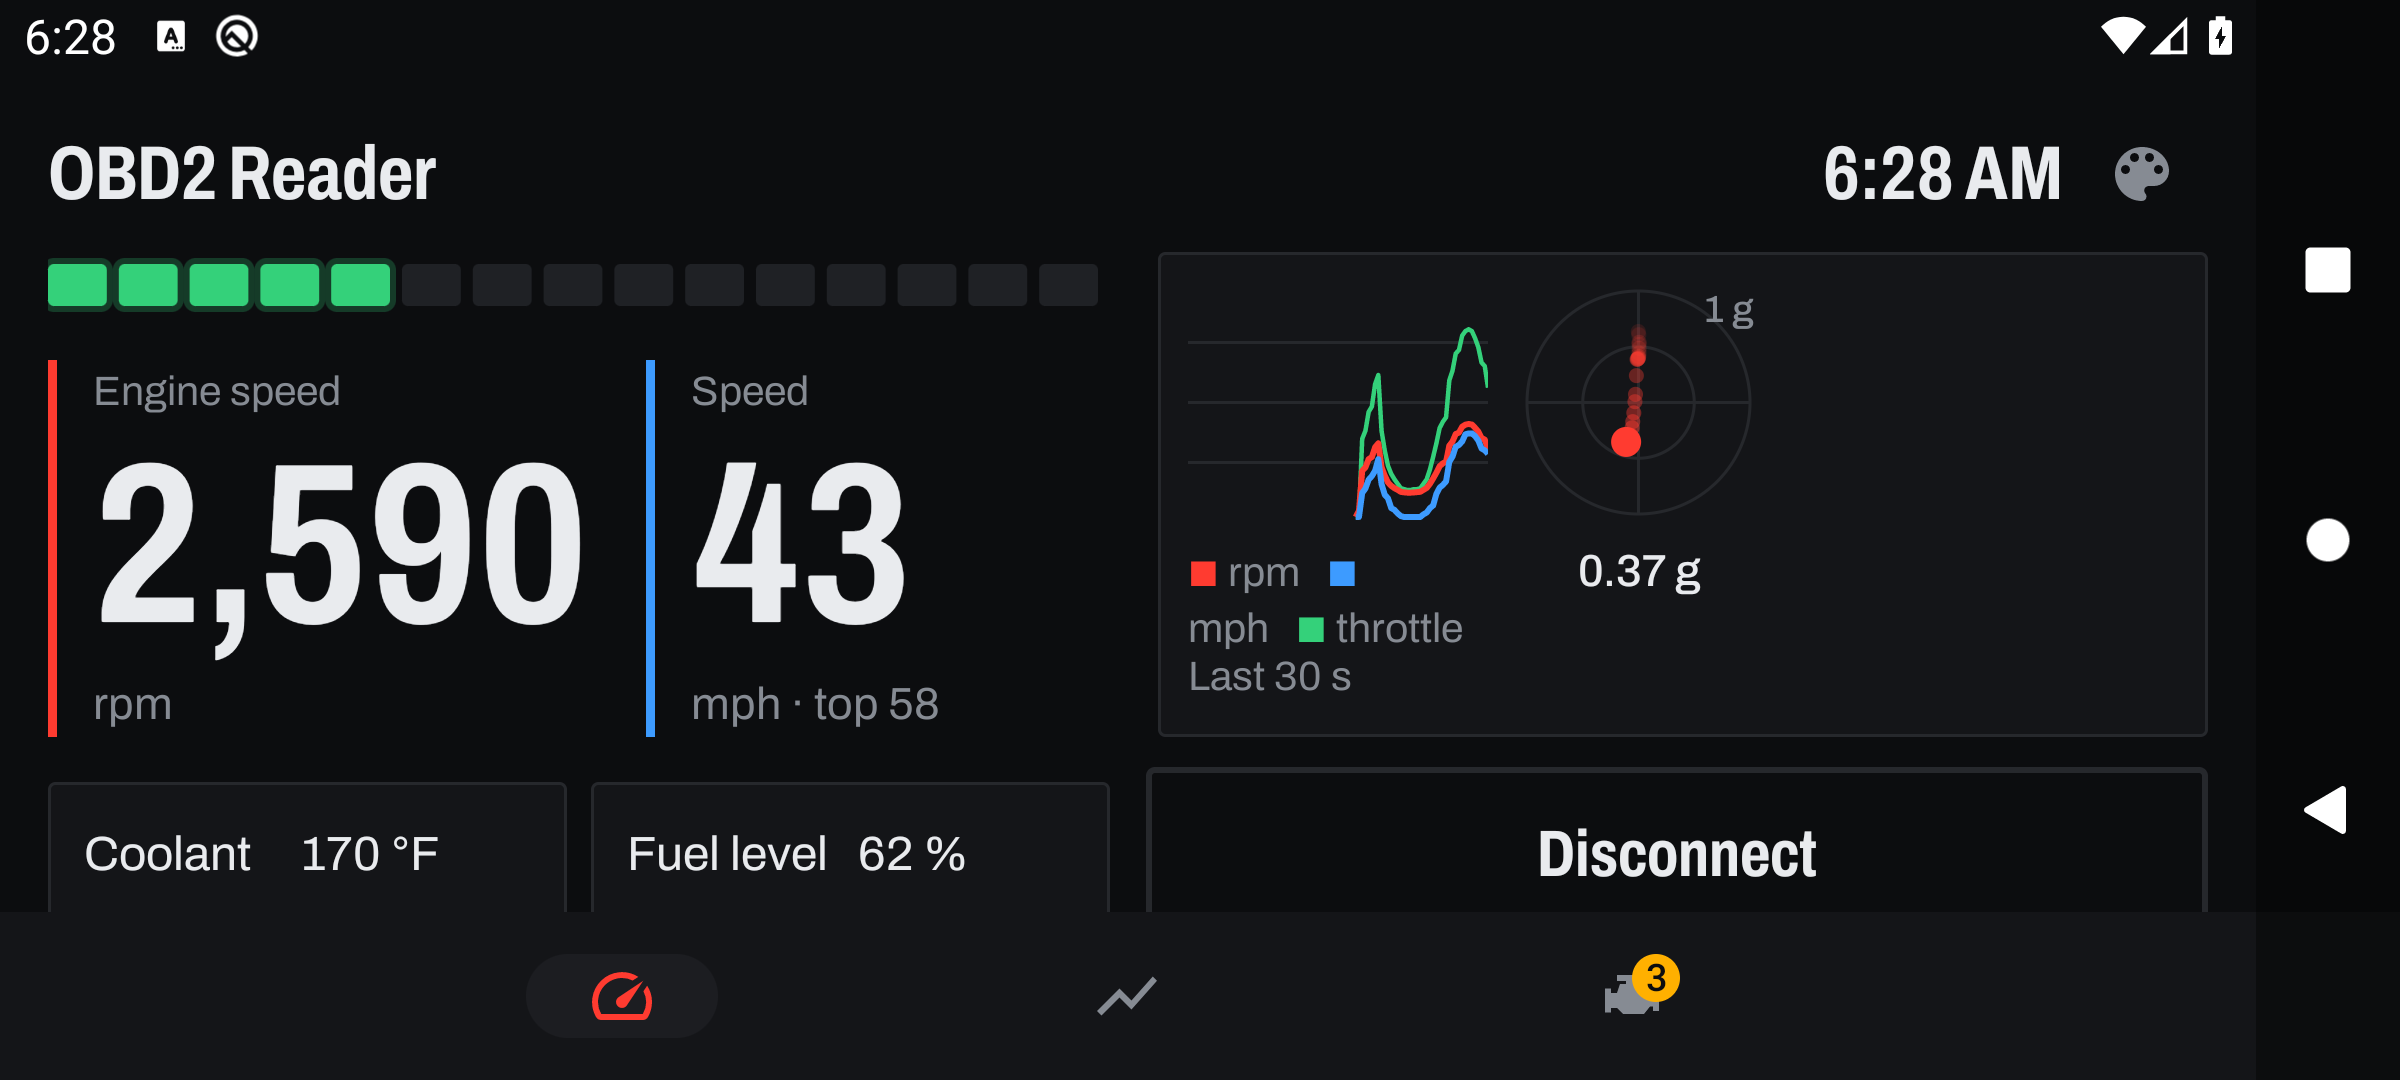 6:28
OBD2 Reader
6:28 AM
Engine speed
2,590
rpm
Speed
43
mph · top 58
1 g
0.37 g
rpm
mph throttle
Last 30 s
Coolant 170 °F
Fuel level 62 %
Disconnect
3